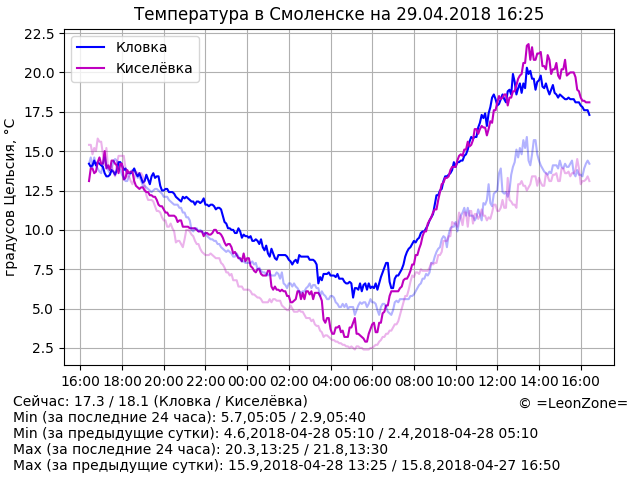 Температура в Смоленске на 29.04.2018 16:25
Кловка
Киселёвка
градусов Цельсия, °C
22.5
20.0
17.5
15.0
12.5
10.0
7.5
5.0
2.5
16:00 18:00 20:00 22:00 00:00 02:00 04:00 06:00 08:00 10:00 12:00 14:00 16:00
Сейчас: 17.3 / 18.1 (Кловка / Киселёвка)
© =LeonZone=
Min (за последние 24 часа): 5.7,05:05 / 2.9,05:40
Min (за предыдущие сутки): 4.6,2018-04-28 05:10 / 2.4,2018-04-28 05:10
Max (за последние 24 часа): 20.3,13:25 / 21.8,13:30
Max (за предыдущие сутки): 15.9,2018-04-28 13:25 / 15.8,2018-04-27 16:50